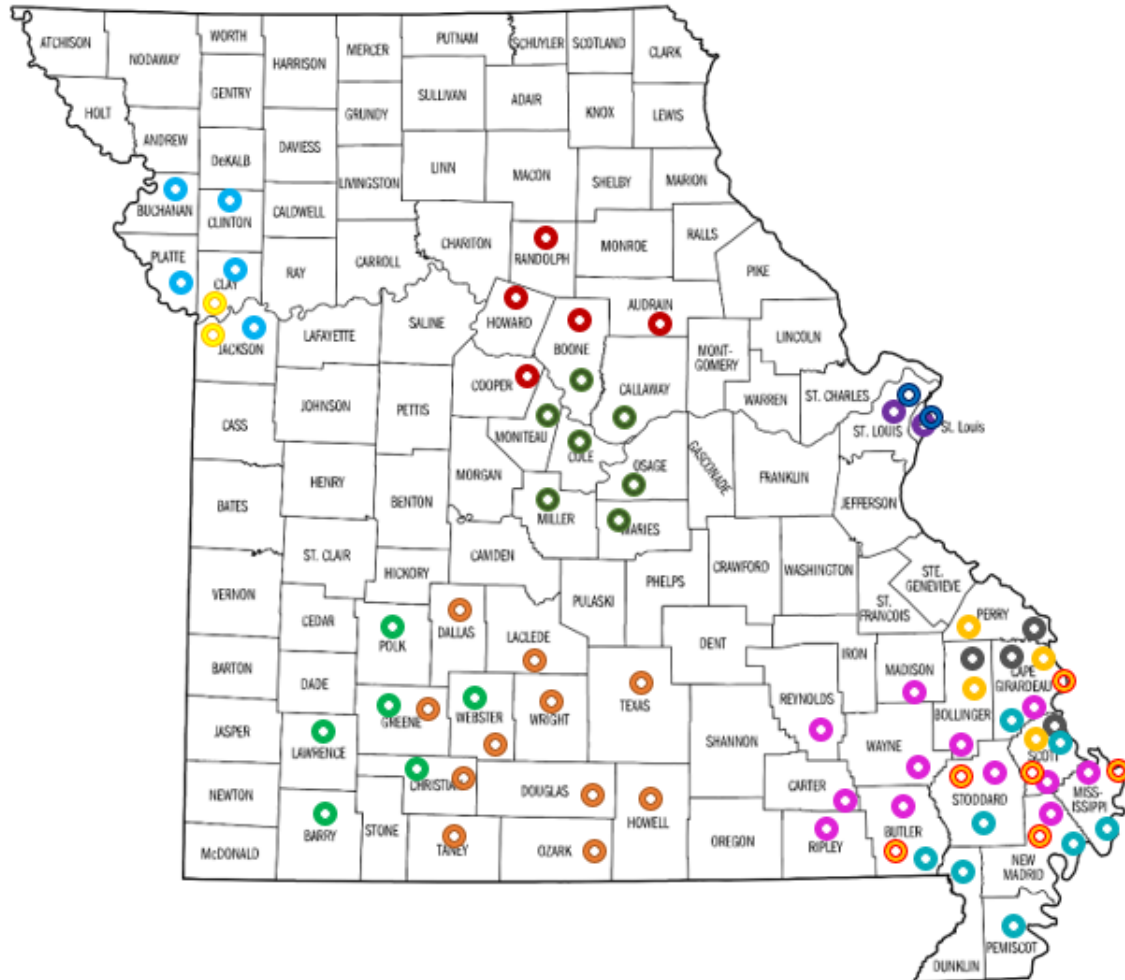 ATCHISON
NODAWAY
WORTH
HARRISON
MERCER
PUTNAM
SCHUYLER
SCOTLAND
CLARK
HOLT
GENTRY
GRUNDY
SULLIVAN
ADAIR
KNOX
LEWIS
ANDREW
DeKALB
DAVIESS
LIVINGSTON
LINN
MACON
SHELBY
MARION
BUCHANAN
CLINTON
CALDWELL
CHARITON
RANDOLPH
MONROE
RALLS
PIKE
PLATTE
CLAY
RAY
CARROLL
HOWARD
AUDRAIN
JACKSON
LAFAYETTE
SALINE
BOONE
MONT-
GOMERY
LINCOLN
COOPER
CALLAWAY
WARREN
ST. CHARLES
CASS
JOHNSON
PETTIS
MONITEAU
COLE
OSAGE
GASCONADE
FRANKLIN
ST. LOUIS
St. Louis
BATES
HENRY
BENTON
MORGAN
MILLER
MARIES
JEFFERSON
ST. CLAIR
CAMDEN
HICKORY
PULASKI
PHELPS
CRAWFORD
WASHINGTON
STE.
GENEVIEVE
ST.
FRANCOIS
VERNON
CEDAR
POLK
DALLAS
LACLEDE
DENT
IRON
PERRY
BARTON
DADE
GREENE
WEBSTER
WRIGHT
TEXAS
REYNOLDS
MADISON
CAPE
GIRARDEAU
BOLLINGER
JASPER
LAWRENCE
SHANNON
WAYNE
SCOTT
NEWTON
CHRISTIAN
DOUGLAS
HOWELL
CARTER
STODDARD
MISS-
ISSIPPI
McDONALD
BARRY
STONE
TANEY
OZARK
OREGON
RIPLEY
BUTLER
NEW
MADRID
DUNKLIN
PEMISCOT